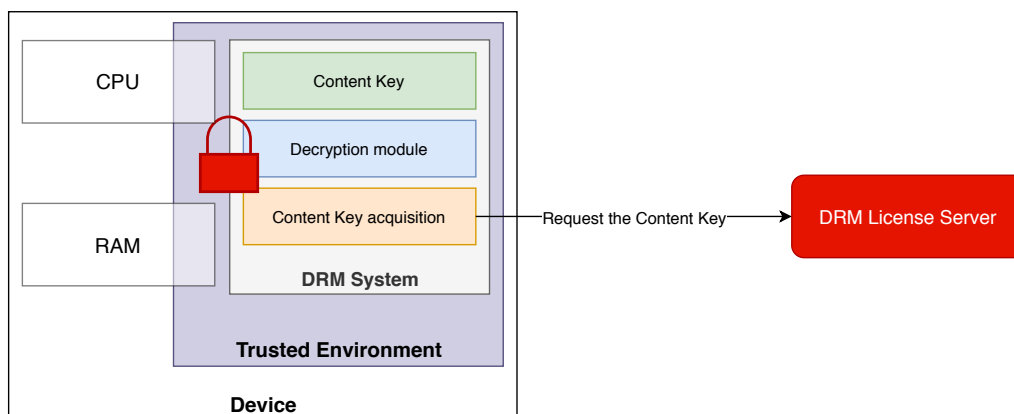 CPU
Content Key
Decryption module
Content Key acquisition
Request the Content Key
DRM License Server
RAM
DRM System
Trusted Environment
Device